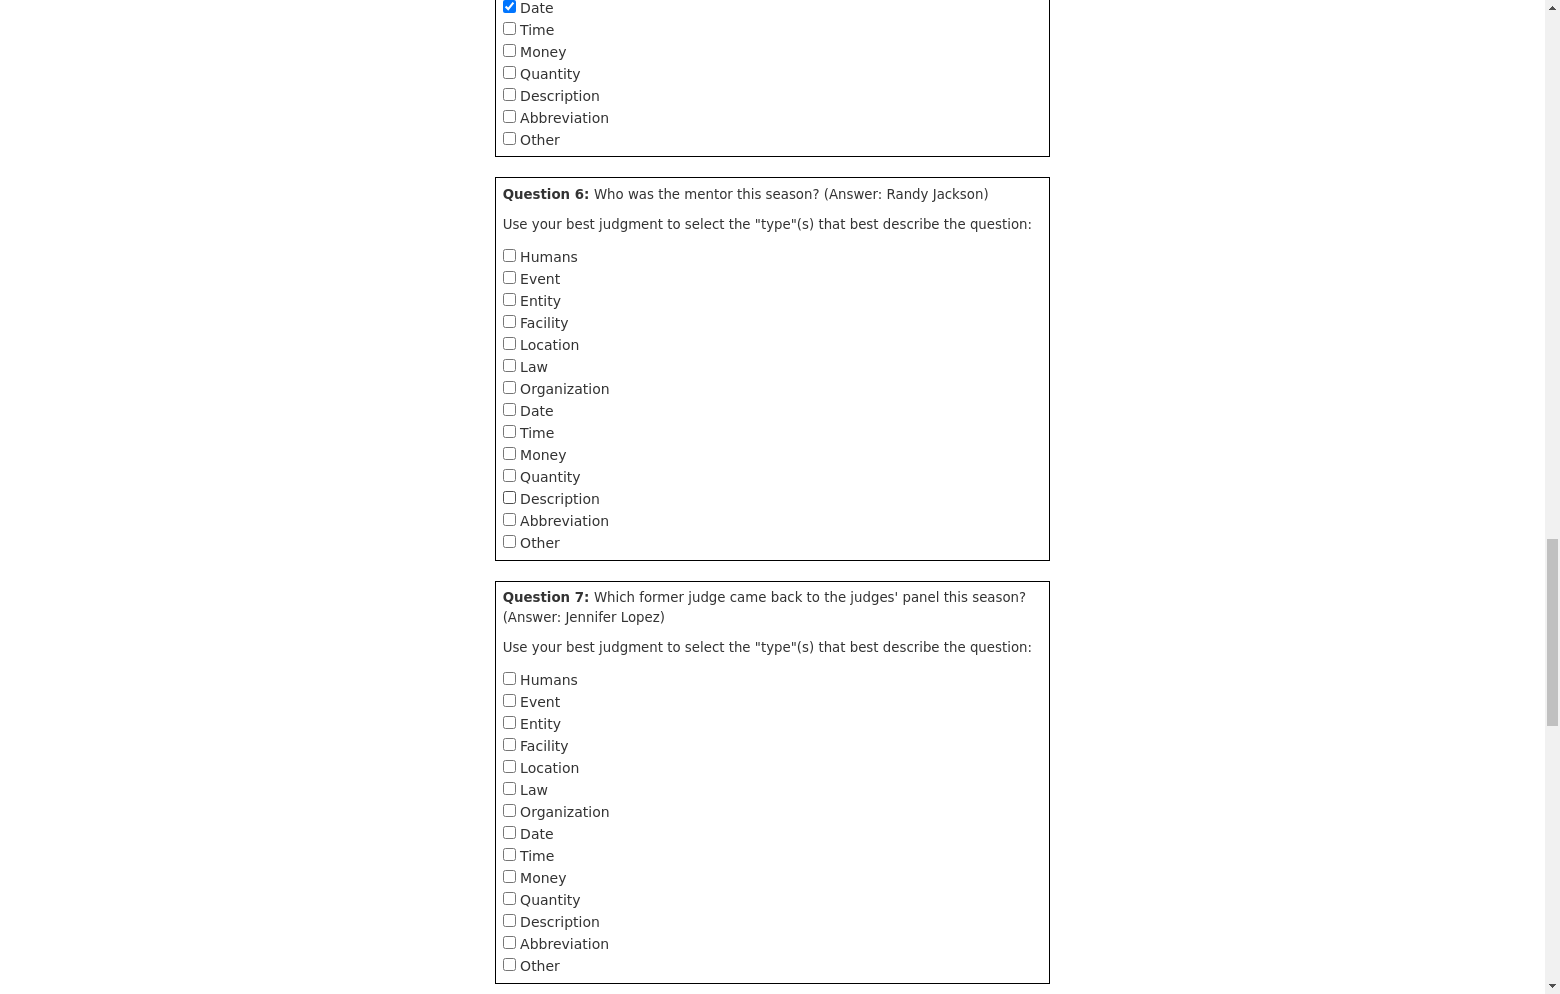 Date
Time
Money
Quantity
Description
Abbreviation
Other
Question 6: Who was the mentor this season? (Answer: Randy Jackson)
Use your best judgment to select the "type"(s) that best describe the question:
Humans
Event
Entity
Facility
Location
Law
Organization
Date
Time
Money
Quantity
Description
Abbreviation
Other
Question 7: Which former judge came back to the judges' panel this season?
(Answer: Jennifer Lopez)
Use your best judgment to select the "type"(s) that best describe the question:
Humans
Event
Entity
Facility
Location
Law
Organization
Date
Time
Money
Quantity
Description
Abbreviation
Other